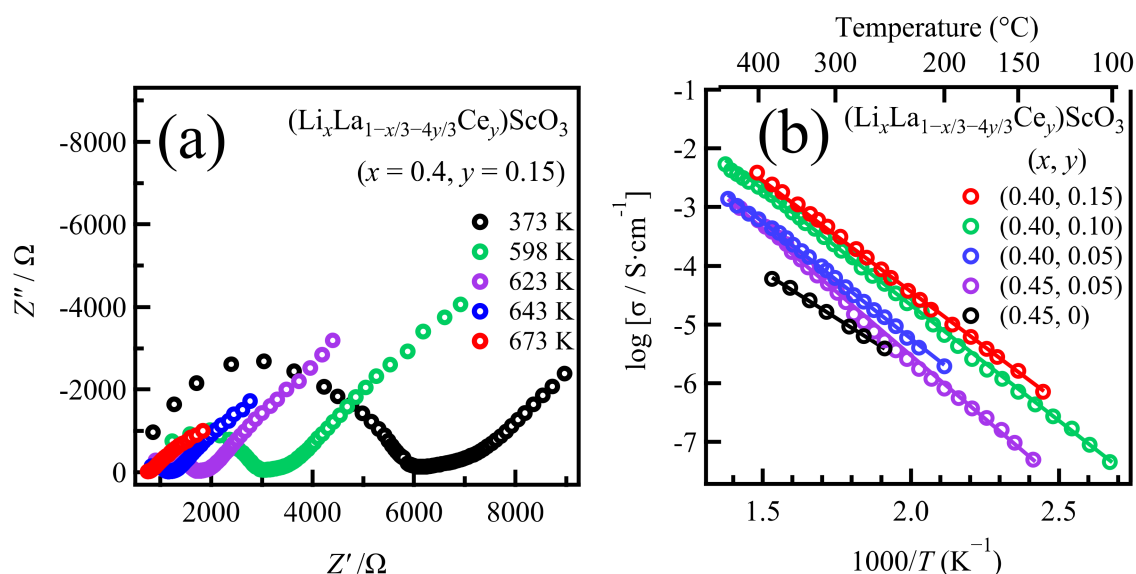 (a)
(LiₓLa₁₋ₓ/₃₋₄y/₃Ce_y)ScO₃
(x = 0.4, y = 0.15)
373 K
598 K
623 K
643 K
673 K
Z″ / Ω
-8000
-6000
-4000
-2000
0
2000
4000
6000
8000
Z′ /Ω
Temperature (°C)
400
300
200
150
100
(b)
(LiₓLa₁₋ₓ/₃₋₄y/₃Ce_y)ScO₃
(x, y)
(0.40, 0.15)
(0.40, 0.10)
(0.40, 0.05)
(0.45, 0.05)
(0.45, 0)
log [σ / S·cm⁻¹]
-1
-2
-3
-4
-5
-6
-7
1.5
2.0
2.5
1000/T (K⁻¹)